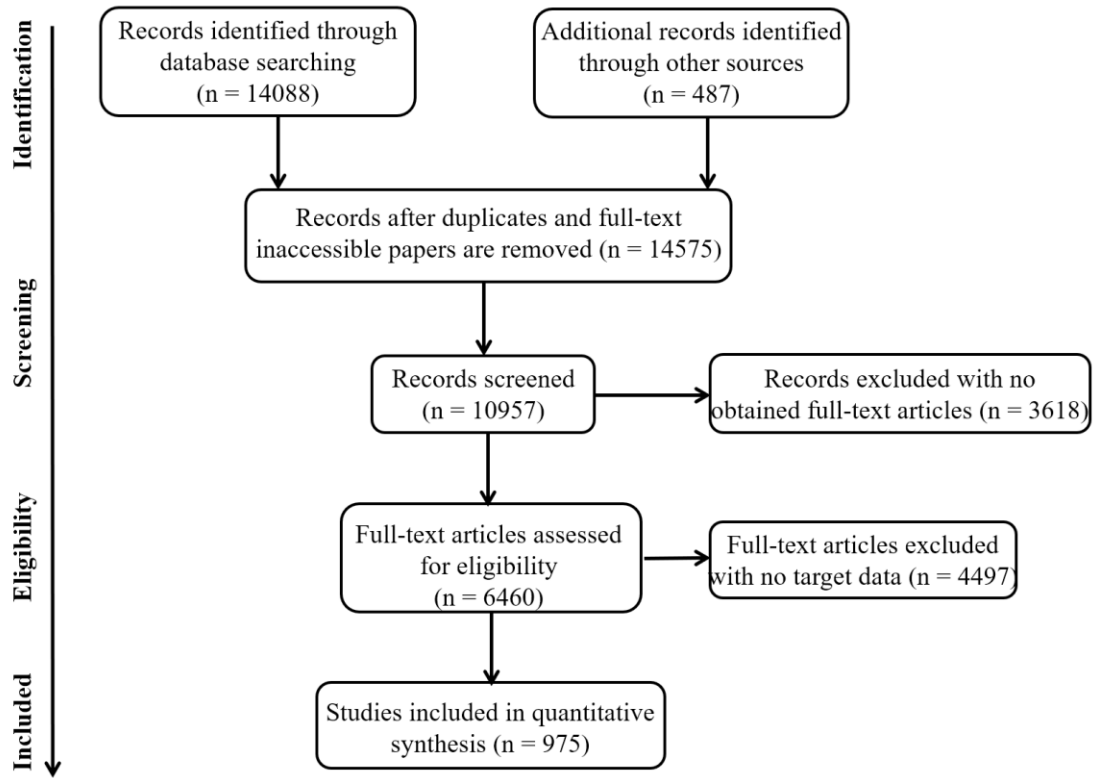 Identification
Records identified through
database searching
(n = 14088)
Additional records identified
through other sources
(n = 487)
Records after duplicates and full-text
inaccessible papers are removed (n = 14575)
Screening
Records screened
(n = 10957)
Records excluded with no
obtained full-text articles (n = 3618)
Eligibility
Full-text articles assessed
for eligibility
(n = 6460)
Full-text articles excluded
with no target data (n = 4497)
Included
Studies included in quantitative
synthesis (n = 975)